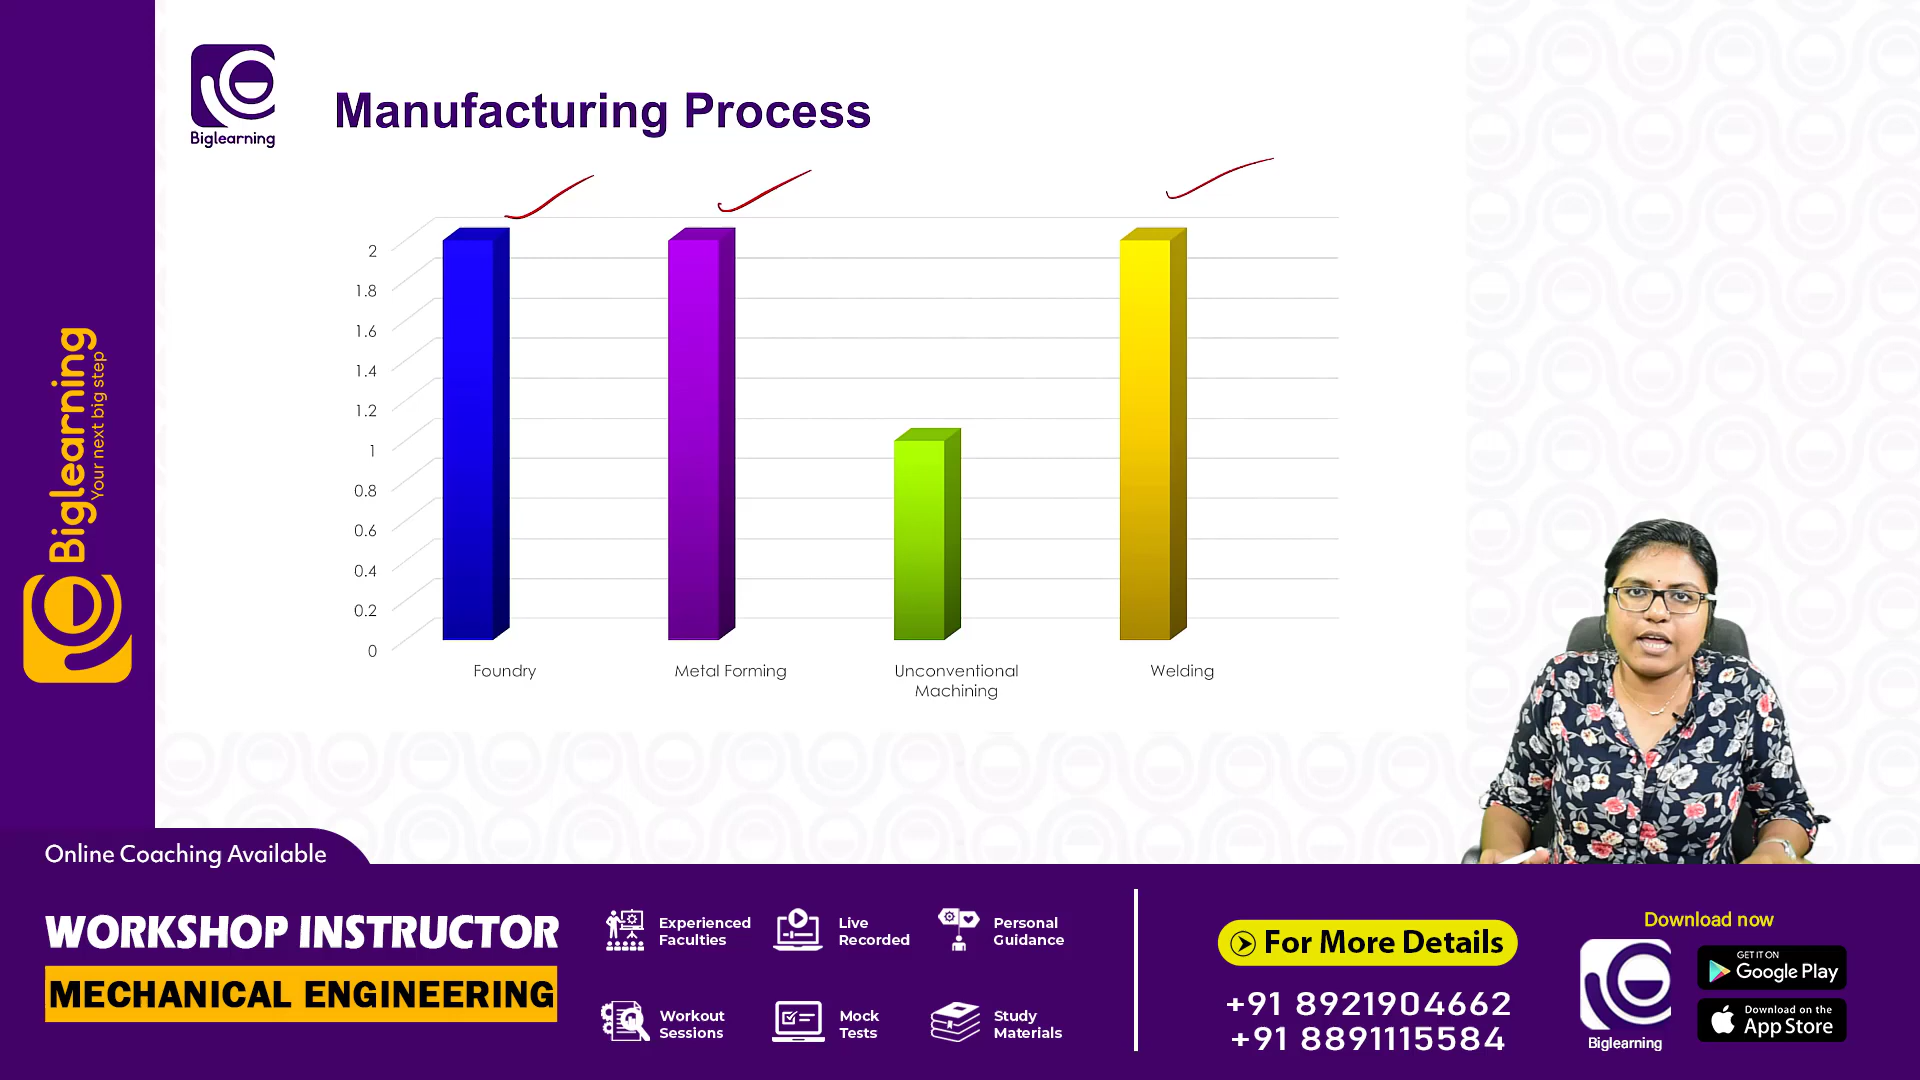 Biglearning
Manufacturing Process
2
1.8
1.6
1.4
1.2
1
0.8
0.6
0.4
0.2
0
Foundry
Metal Forming
Unconventional
Machining
Welding
Biglearning
Your next big step
Online Coaching Available
WORKSHOP INSTRUCTOR
MECHANICAL ENGINEERING
Experienced
Faculties
Live
Recorded
Personal
Guidance
Workout
Sessions
Mock
Tests
Study
Materials
For More Details
+91 8921904662
+91 8891115584
Download now
Biglearning
GET IT ON
Google Play
Download on the
App Store